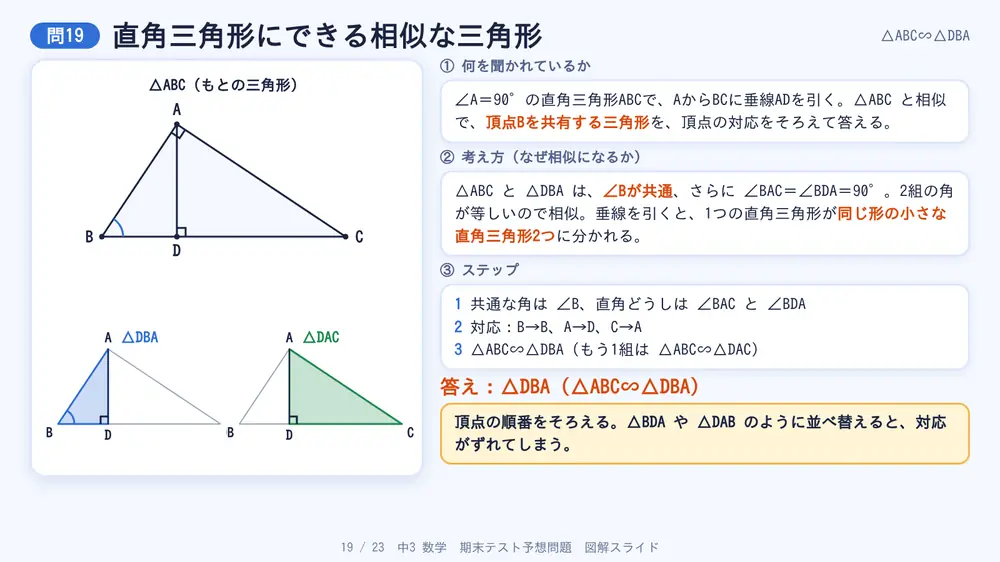 問19 直角三角形にできる相似な三角形
△ABC∽△DBA
△ABC（もとの三角形）
A
B
C
D
A △DBA
B
D
A △DAC
B
D
C
① 何を聞かれているか
∠A＝90°の直角三角形ABCで、AからBCに垂線ADを引く。△ABC と相似
で、頂点Bを共有する三角形を、頂点の対応をそろえて答える。
② 考え方（なぜ相似になるか）
△ABC と △DBA は、∠Bが共通、さらに ∠BAC＝∠BDA＝90°。2組の角
が等しいので相似。垂線を引くと、1つの直角三角形が同じ形の小さな
直角三角形2つに分かれる。
③ ステップ
1 共通な角は ∠B、直角どうしは ∠BAC と ∠BDA
2 対応：B→B、A→D、C→A
3 △ABC∽△DBA（もう1組は △ABC∽△DAC）
答え：△DBA（△ABC∽△DBA）
頂点の順番をそろえる。△BDA や △DAB のように並べ替えると、対応
がずれてしまう。
19 / 23 中3 数学 期末テスト予想問題 図解スライド